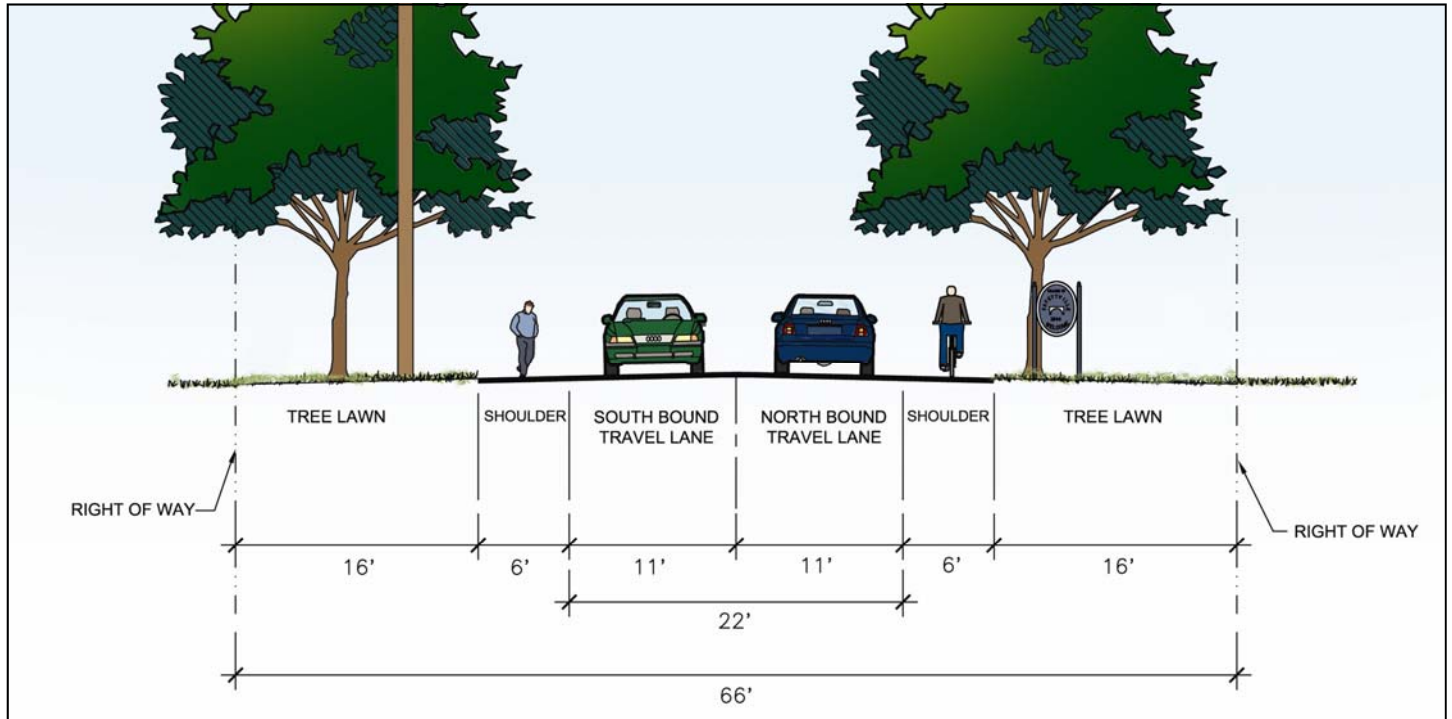 TREE LAWN
SHOULDER
SOUTH BOUND
TRAVEL LANE
NORTH BOUND
TRAVEL LANE
SHOULDER
TREE LAWN
RIGHT OF WAY
RIGHT OF WAY
16'
6'
11'
11'
6'
16'
22'
66'